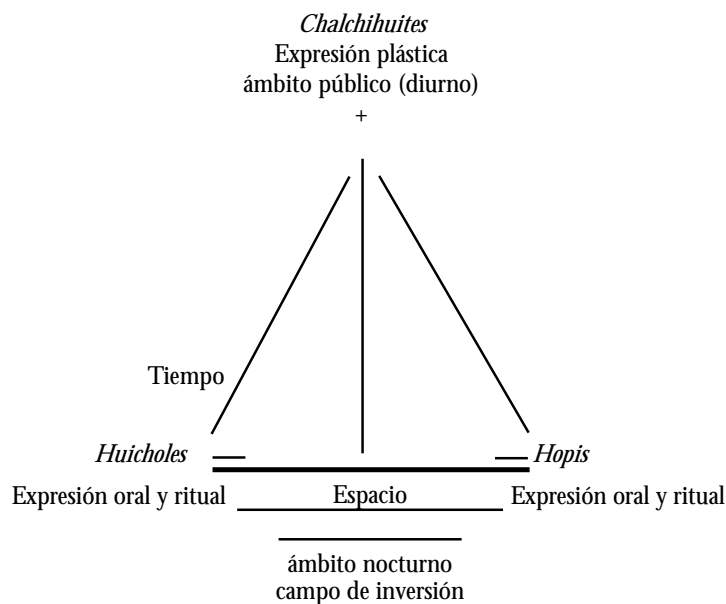 Chalchihuites
Expresión plástica
ámbito público (diurno)
+
Tiempo
Huicholes
Hopis
Expresión oral y ritual
Espacio
Expresión oral y ritual
ámbito nocturno
campo de inversión